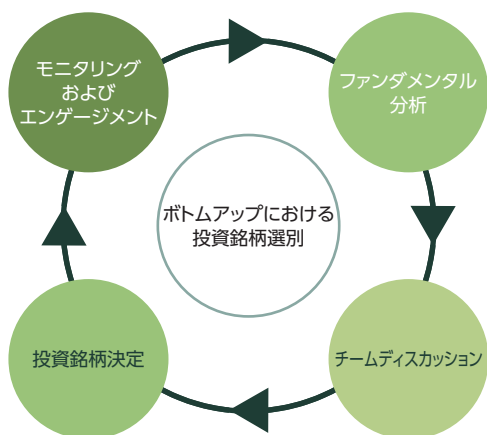 モニタリング
および
エンゲージメント
ファンダメンタル
分析
ボトムアップにおける
投資銘柄選別
投資銘柄決定
チームディスカッション